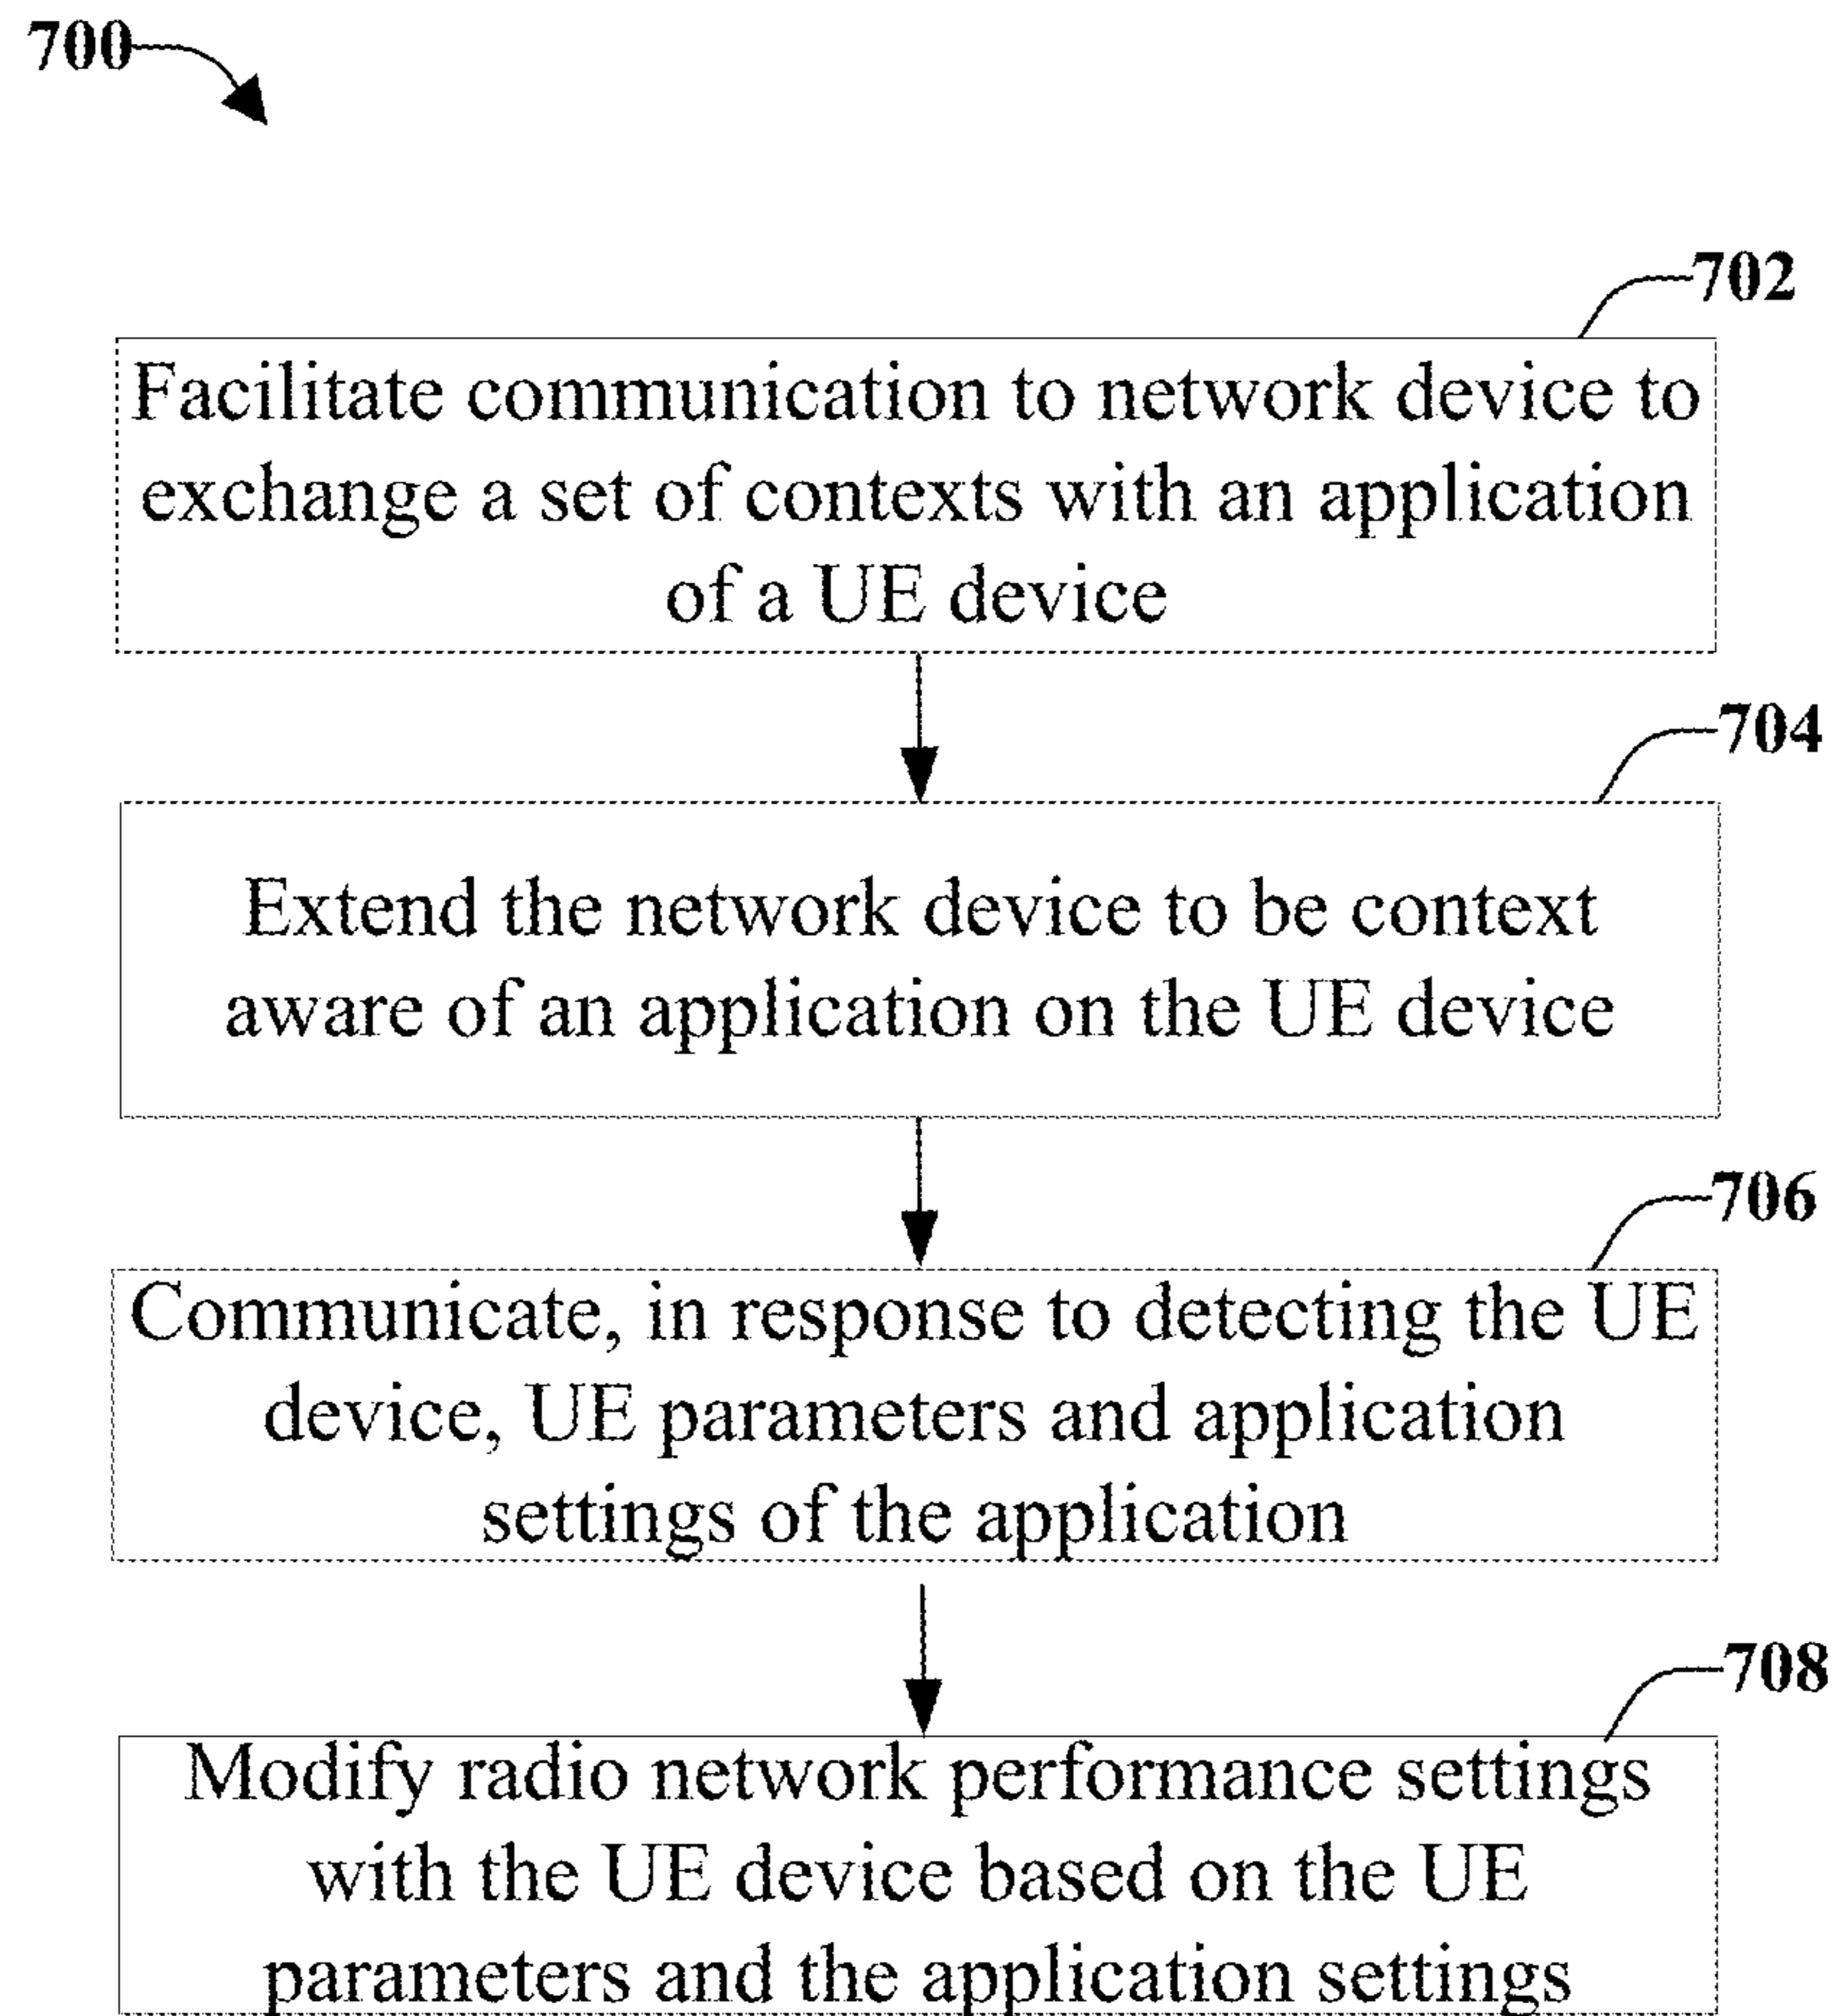 700
702
Facilitate communication to network device to
exchange a set of contexts with an application
of a UE device
704
Extend the network device to be context
aware of an application on the UE device
706
Communicate, in response to detecting the UE
device, UE parameters and application
settings of the application
708
Modify radio network performance settings
with the UE device based on the UE
parameters and the application settings